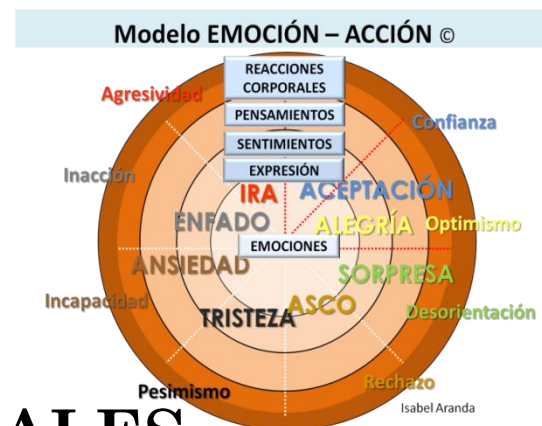 Modelo EMOCIÓN – ACCIÓN ©
REACCIONES
CORPORALES
Agresividad
PENSAMIENTOS
Confianza
SENTIMIENTOS
Inacción
EXPRESIÓN
IRA
ACEPTACIÓN
ENFADO
ALEGRÍA
Optimismo
EMOCIONES
ANSIEDAD
SORPRESA
Incapacidad
ASCO
Desorientación
TRISTEZA
Pesimismo
Rechazo
Isabel Aranda